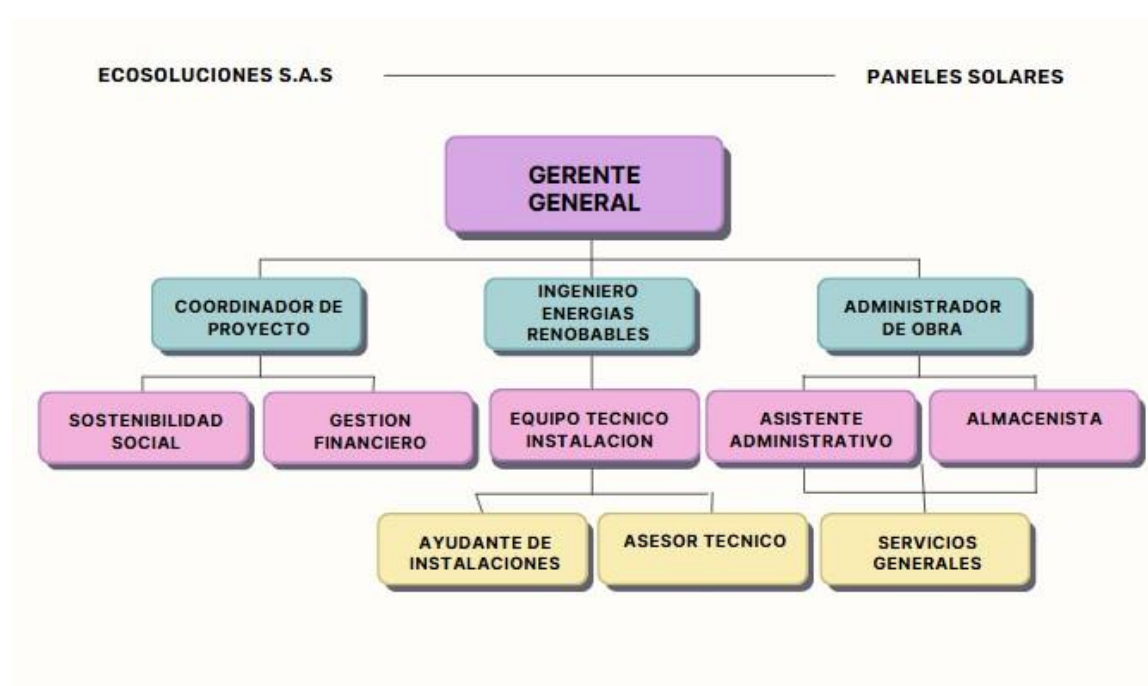 ECOSOLUCIONES S.A.S
PANELES SOLARES
GERENTE
GENERAL
COORDINADOR DE
PROYECTO
INGENIERO
ENERGIAS
RENOBABLES
ADMINISTRADOR
DE OBRA
SOSTENIBILIDAD
SOCIAL
GESTION
FINANCIERO
EQUIPO TECNICO
INSTALACION
ASISTENTE
ADMINISTRATIVO
ALMACENISTA
AYUDANTE DE
INSTALACIONES
ASESOR TECNICO
SERVICIOS
GENERALES